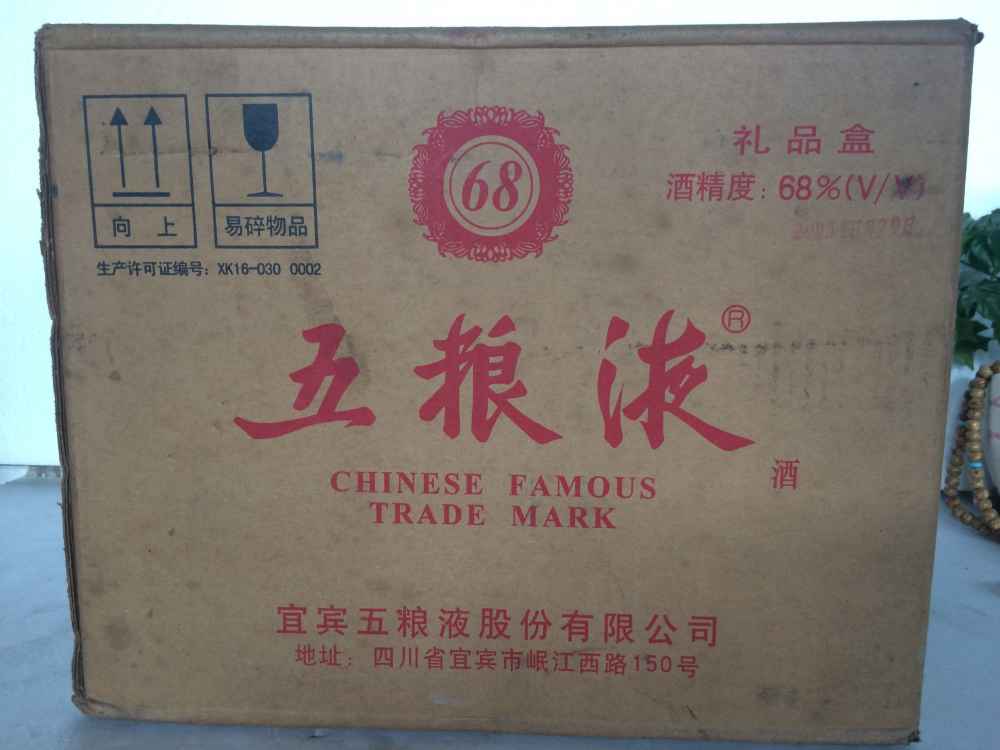 向上
易碎物品
生产许可证编号：XK16-030 0002
68
礼品盒
酒精度：68%(V/V)
五粮液®
酒
CHINESE FAMOUS
TRADE MARK
宜宾五粮液股份有限公司
地址：四川省宜宾市岷江西路150号